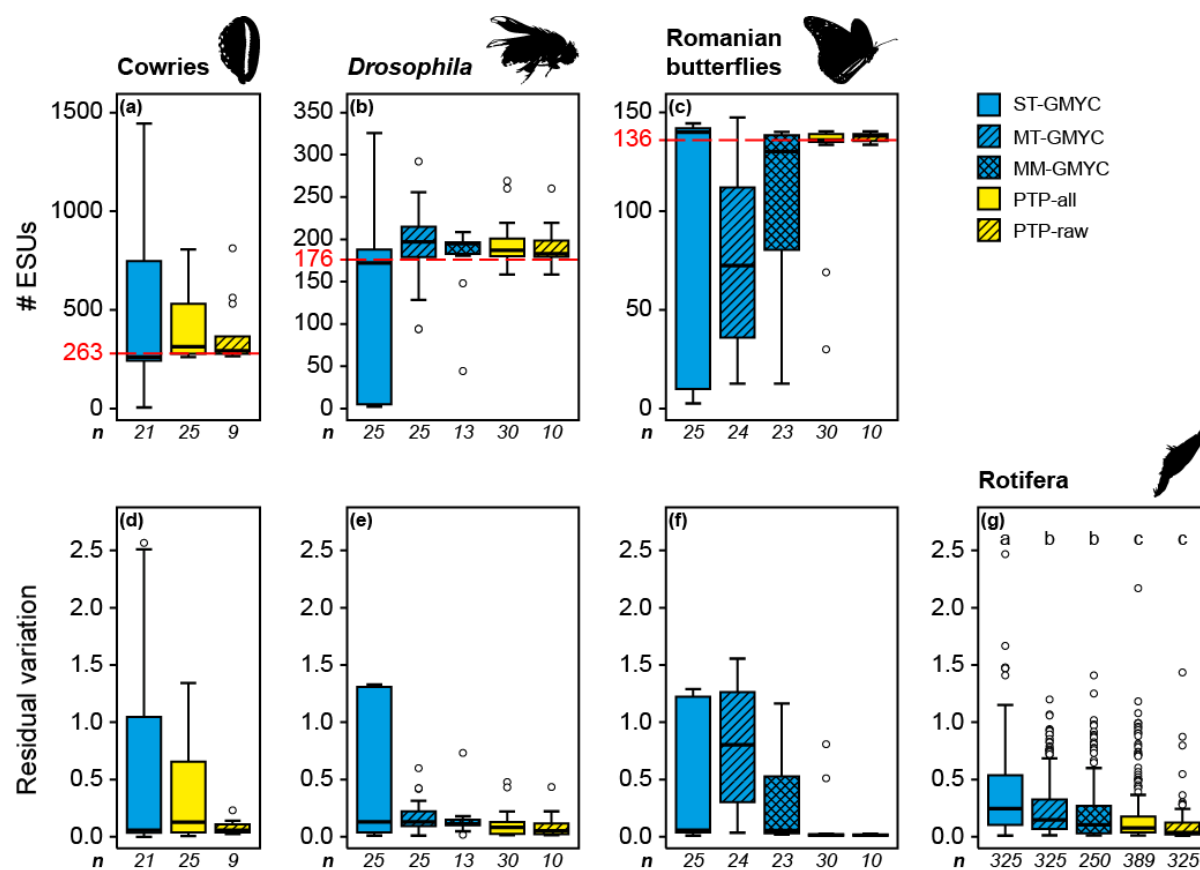 Cowries
Drosophila
Romanian
butterflies
# ESUs
(a)
1500
1000
500
263
0
n 21 25 9
(b)
350
300
250
200
176
150
100
50
0
n 25 25 13 30 10
(c)
150
136
100
50
0
n 25 24 23 30 10
ST-GMYC
MT-GMYC
MM-GMYC
PTP-all
PTP-raw
Rotifera
Residual variation
(d)
2.5
2.0
1.5
1.0
0.5
0.0
n 21 25 9
(e)
2.5
2.0
1.5
1.0
0.5
0.0
n 25 25 13 30 10
(f)
2.5
2.0
1.5
1.0
0.5
0.0
n 25 24 23 30 10
(g)
a b b c c
2.5
2.0
1.5
1.0
0.5
0.0
n 325 325 250 389 325